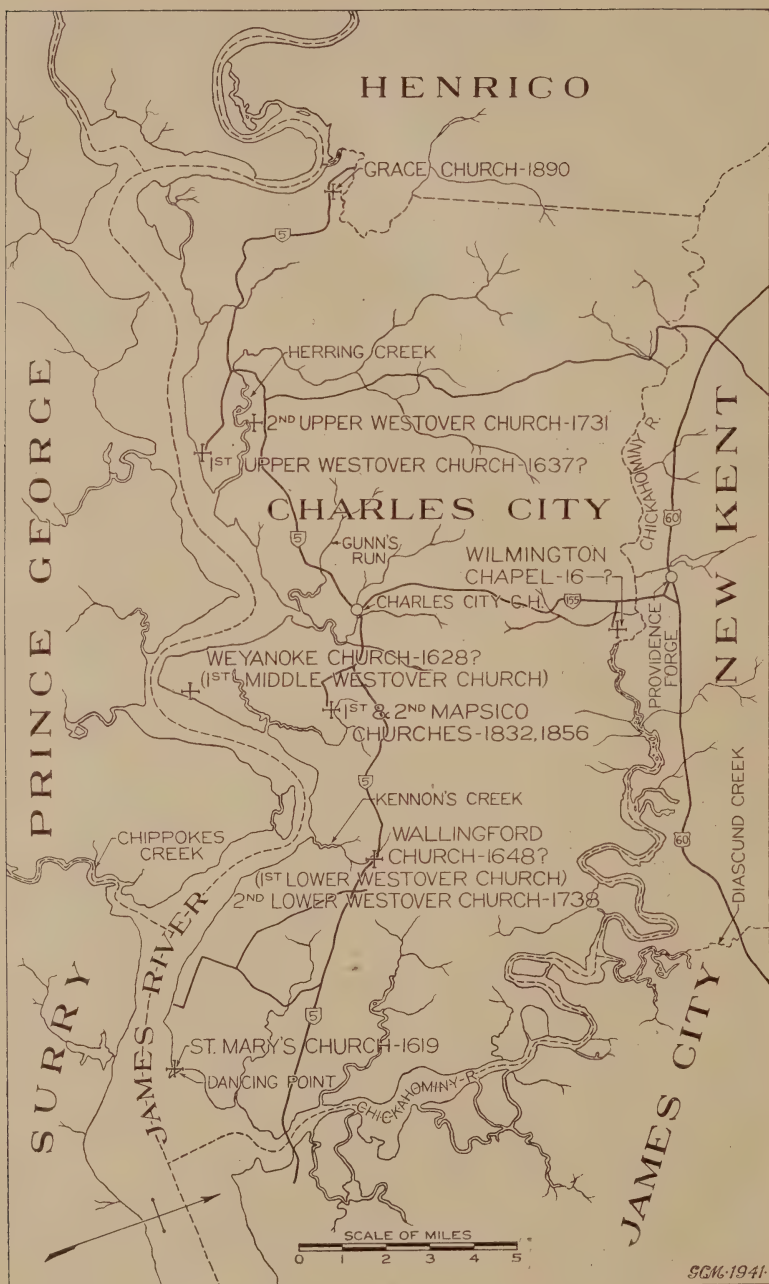 HENRICO
GRACE CHURCH-1890
5
HERRING CREEK
2ND UPPER WESTOVER CHURCH-1731
1ST UPPER WESTOVER CHURCH-1637?
PRINCE GEORGE
CHARLES CITY
CHICKAHOMINY R.
NEW KENT
5
GUNN'S
RUN
60
WILMINGTON
CHAPEL-16—?
CHARLES CITY C.H.
155
PROVIDENCE
FORGE
WEYANOKE CHURCH-1628?
(1ST MIDDLE WESTOVER CHURCH)
1ST & 2ND MAPSICO
CHURCHES-1832,1856
5
KENNON'S CREEK
CHIPPOKES
CREEK
WALLINGFORD
CHURCH-1648?
(1ST LOWER WESTOVER CHURCH)
2ND LOWER WESTOVER CHURCH-1738
60
DIASCUND CREEK
SURRY
JAMES RIVER
5
ST. MARY'S CHURCH-1619
DANCING POINT
CHICKAHOMINY-R.
JAMES CITY
SCALE OF MILES
0 1 2 3 4 5
GCM-1941-